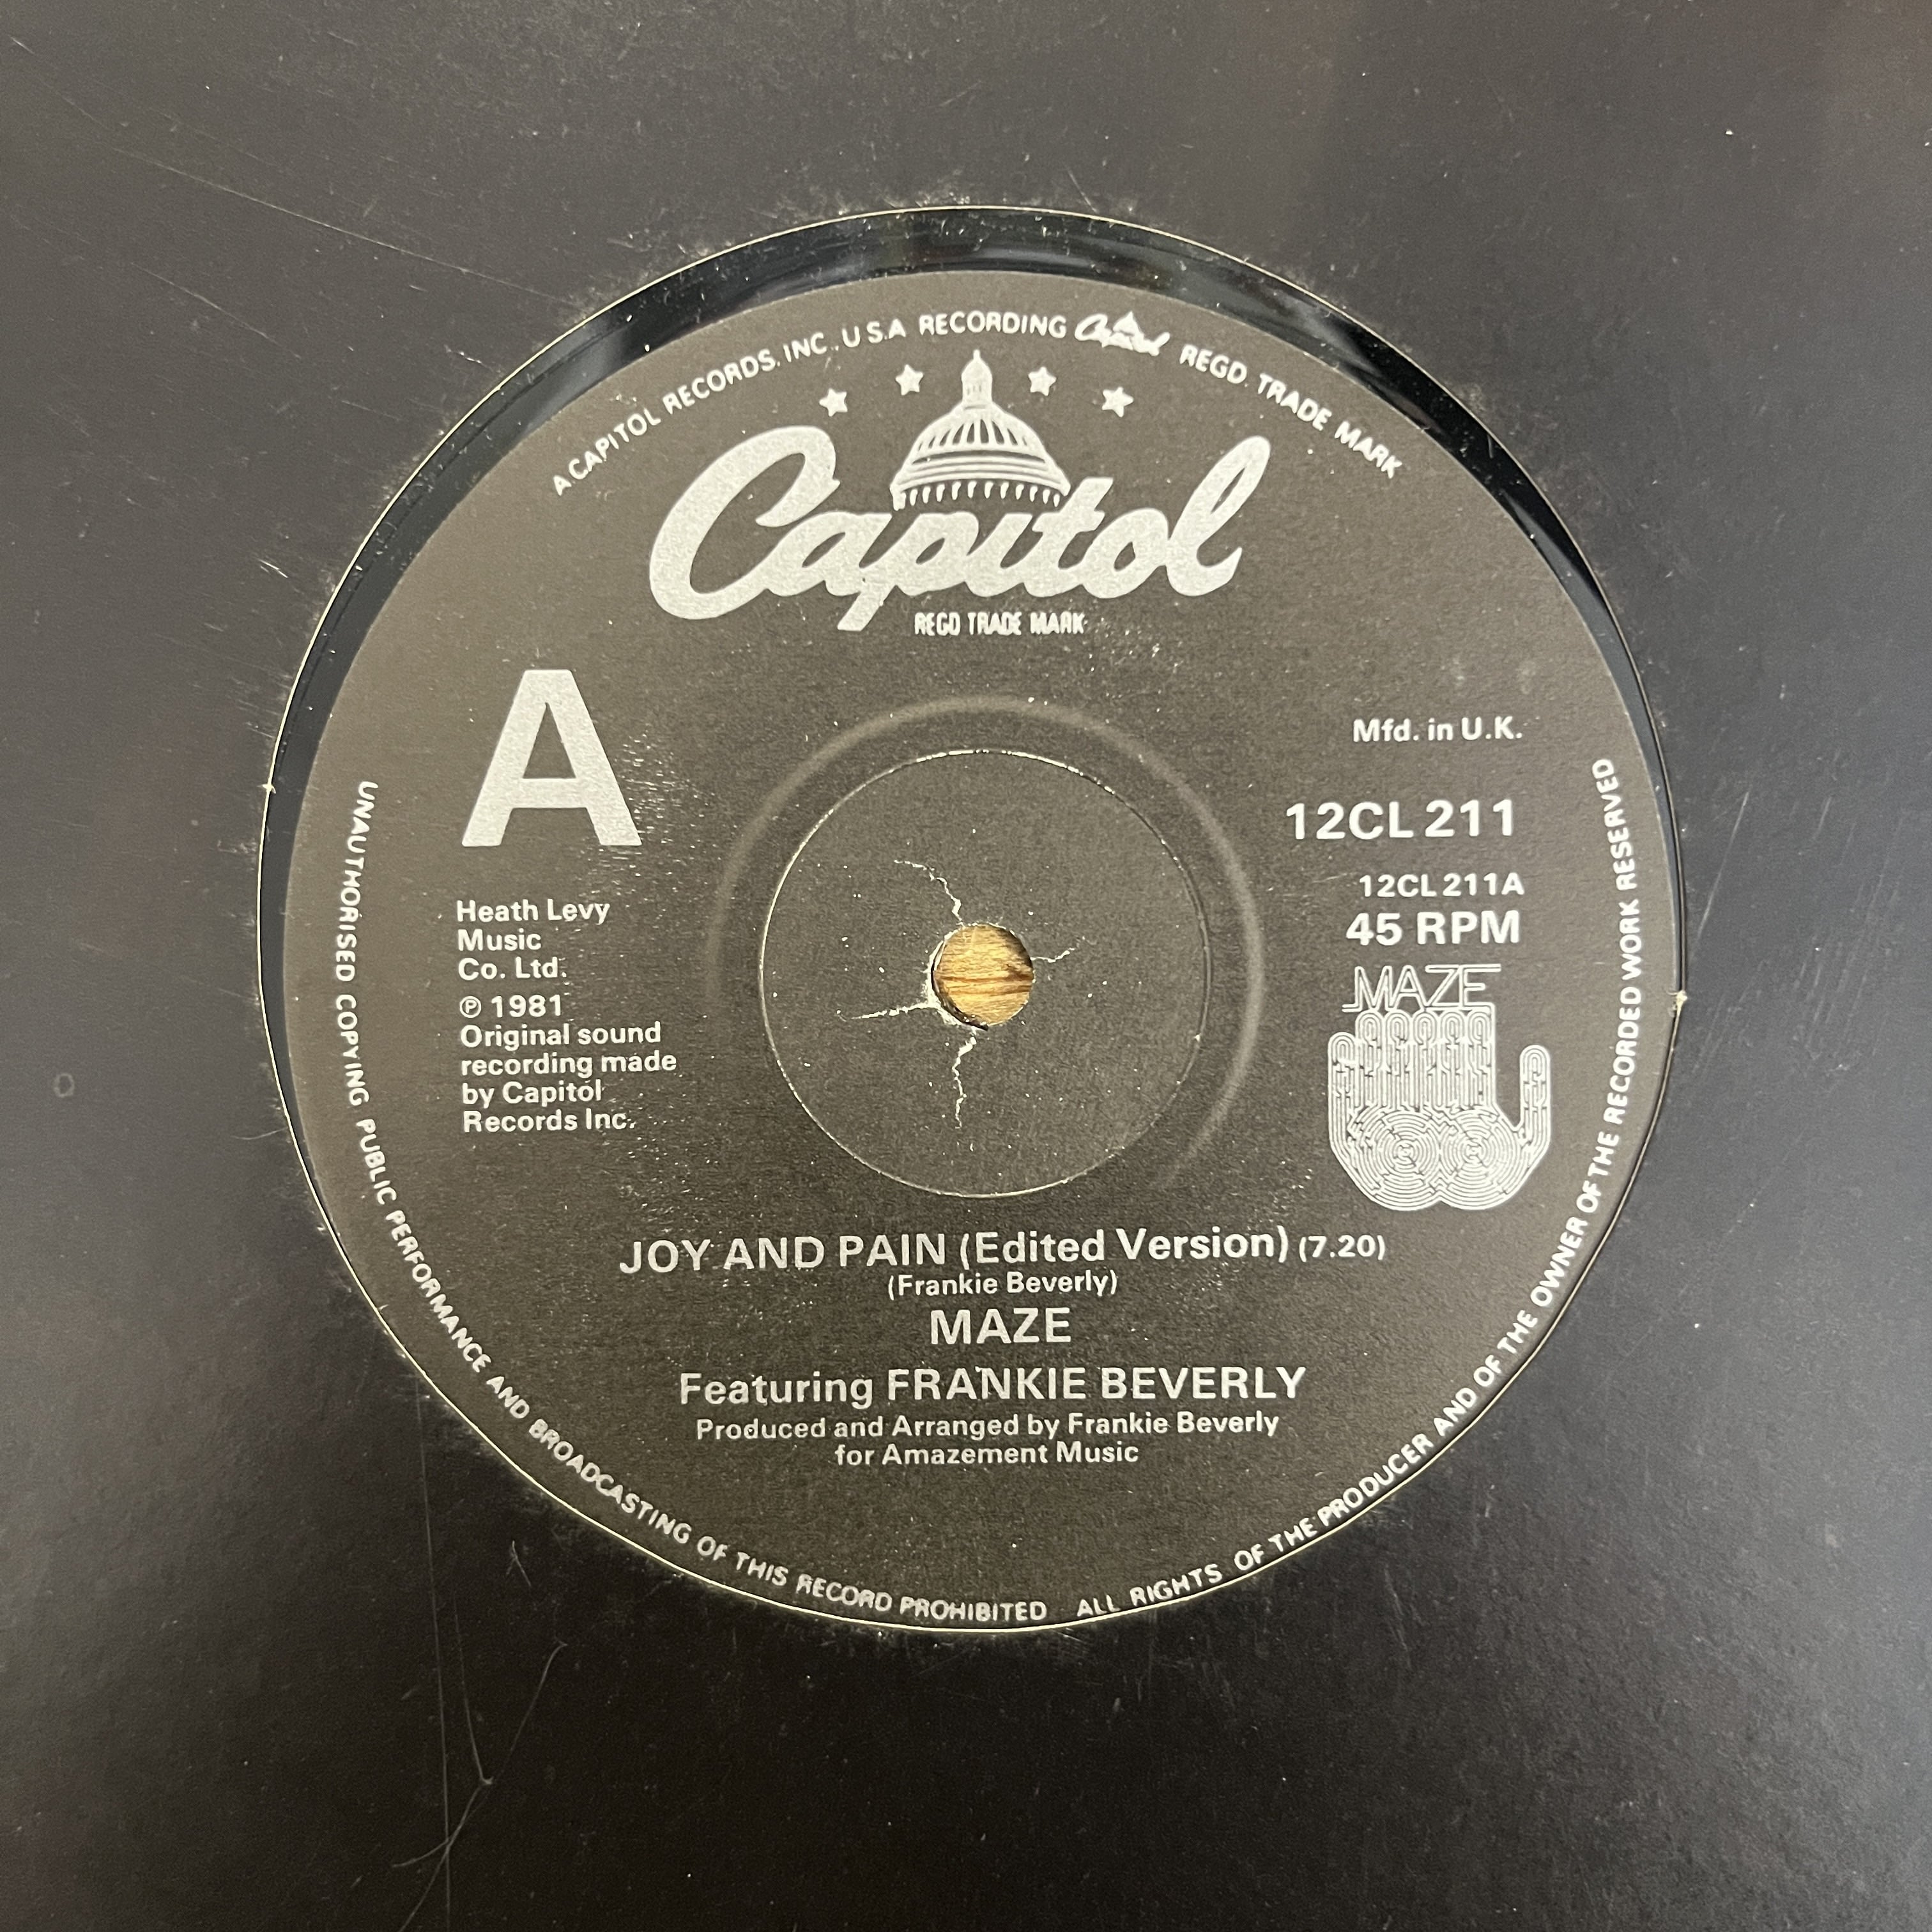 A CAPITOL RECORDS. INC.. U S.A RECORDING Capitol REGD. TRADE MARK
Capitol
REGD TRADE MARK
A
Mfd. in U.K.
12CL 211
12CL 211A
45 RPM
MAZE
Heath Levy
Music
Co. Ltd.
℗ 1981
Original sound
recording made
by Capitol
Records Inc.
JOY AND PAIN (Edited Version) (7.20)
(Frankie Beverly)
MAZE
Featuring FRANKIE BEVERLY
Produced and Arranged by Frankie Beverly
for Amazement Music
UNAUTHORISED COPYING PUBLIC PERFORMANCE AND BROADCASTING OF THIS RECORD PROHIBITED ALL RIGHTS OF THE PRODUCER AND OF THE OWNER OF THE RECORDED WORK RESERVED